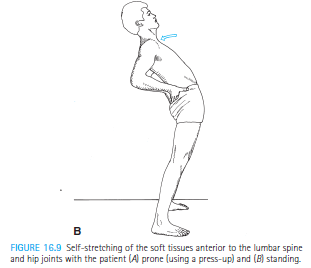 B
FIGURE 16.9 Self-stretching of the soft tissues anterior to the lumbar spine
and hip joints with the patient (A) prone (using a press-up) and (B) standing.